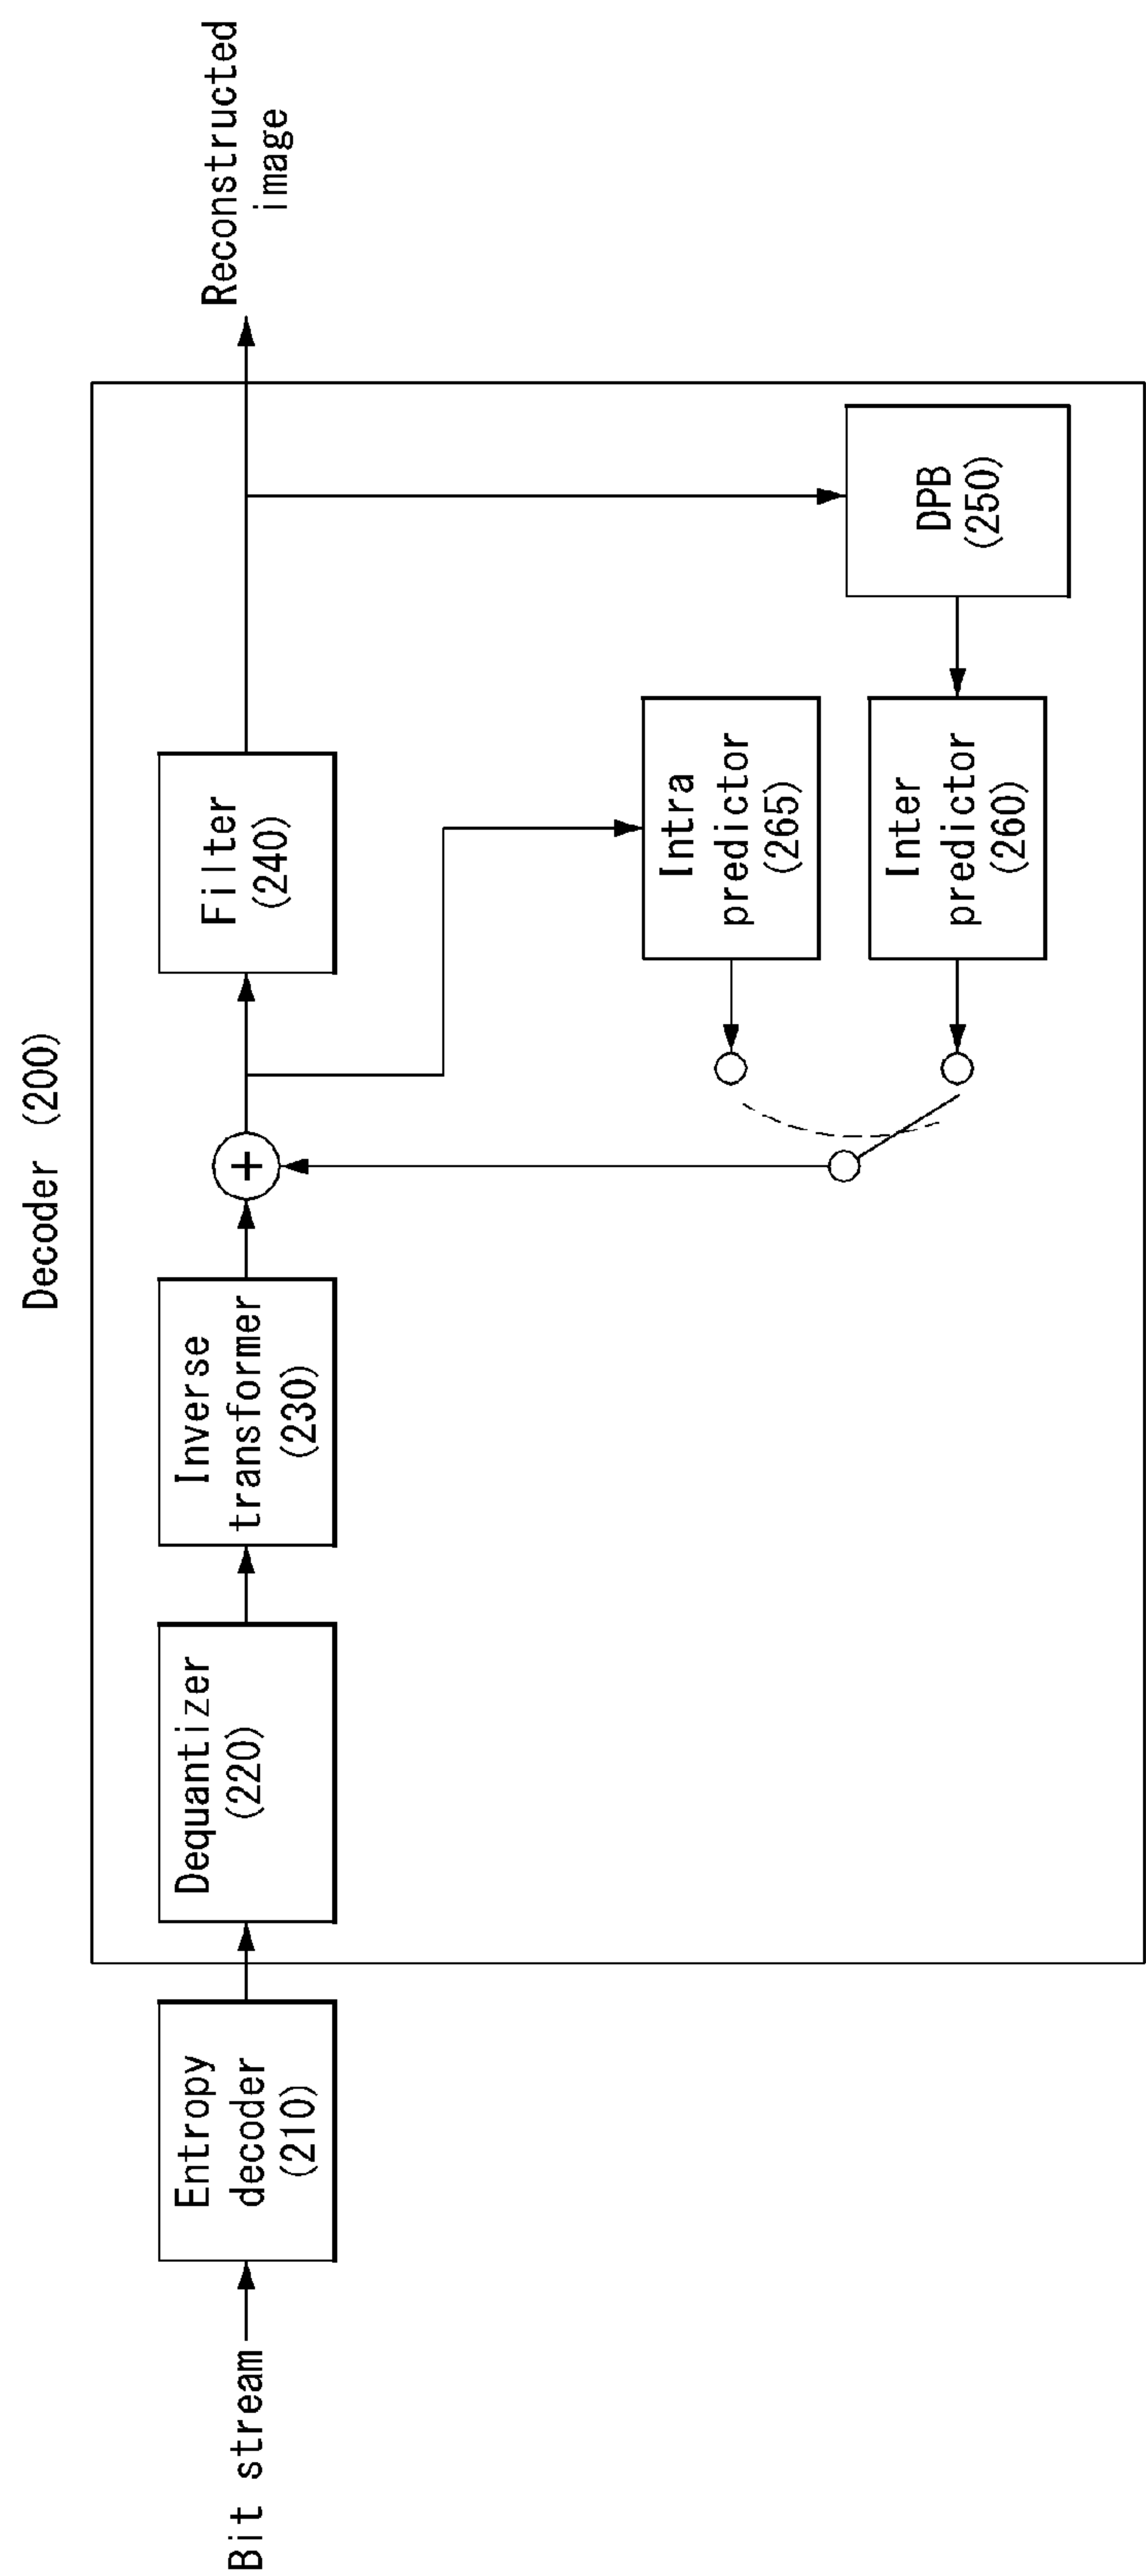 Decoder (200)
Bit stream
Entropy
decoder
(210)
Dequantizer
(220)
Inverse
transformer
(230)
+
Filter
(240)
Reconstructed
image
Intra
predictor
(265)
Inter
predictor
(260)
DPB
(250)